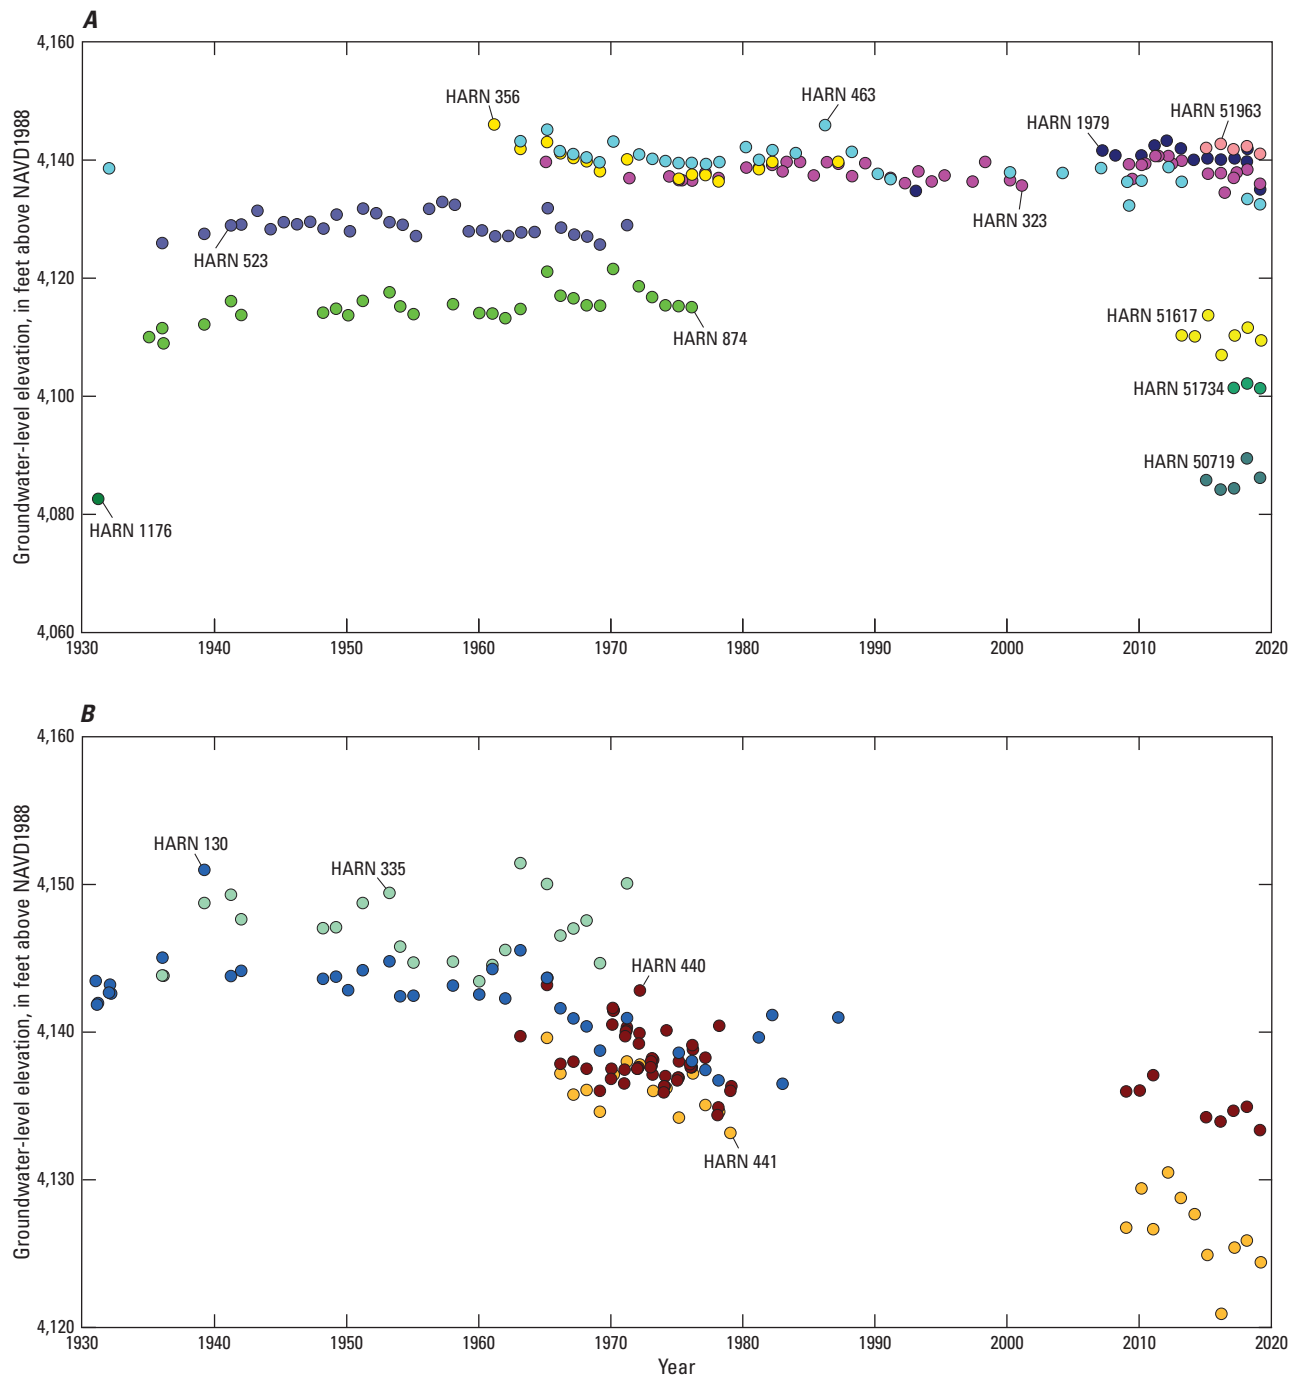 A
Groundwater-level elevation, in feet above NAVD1988
4,160
4,150
4,140
4,130
4,120
4,100
4,080
4,060
1930
1940
1950
1960
1970
1980
1990
2000
2010
2020
HARN 356
HARN 463
HARN 51963
HARN 1979
HARN 323
HARN 523
HARN 874
HARN 51617
HARN 51734
HARN 50719
HARN 1176
B
Groundwater-level elevation, in feet above NAVD1988
4,160
4,150
4,140
4,130
4,120
HARN 130
HARN 335
HARN 440
HARN 441
1930
1940
1950
1960
1970
1980
1990
2000
2010
2020
Year